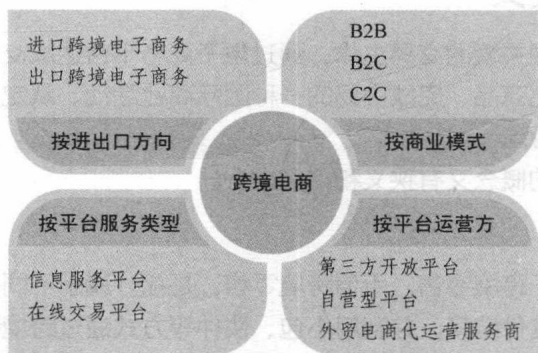 进口跨境电子商务
出口跨境电子商务
按进出口方向
B2B
B2C
C2C
按商业模式
跨境电商
按平台服务类型
信息服务平台
在线交易平台
按平台运营方
第三方开放平台
自营型平台
外贸电商代运营服务商